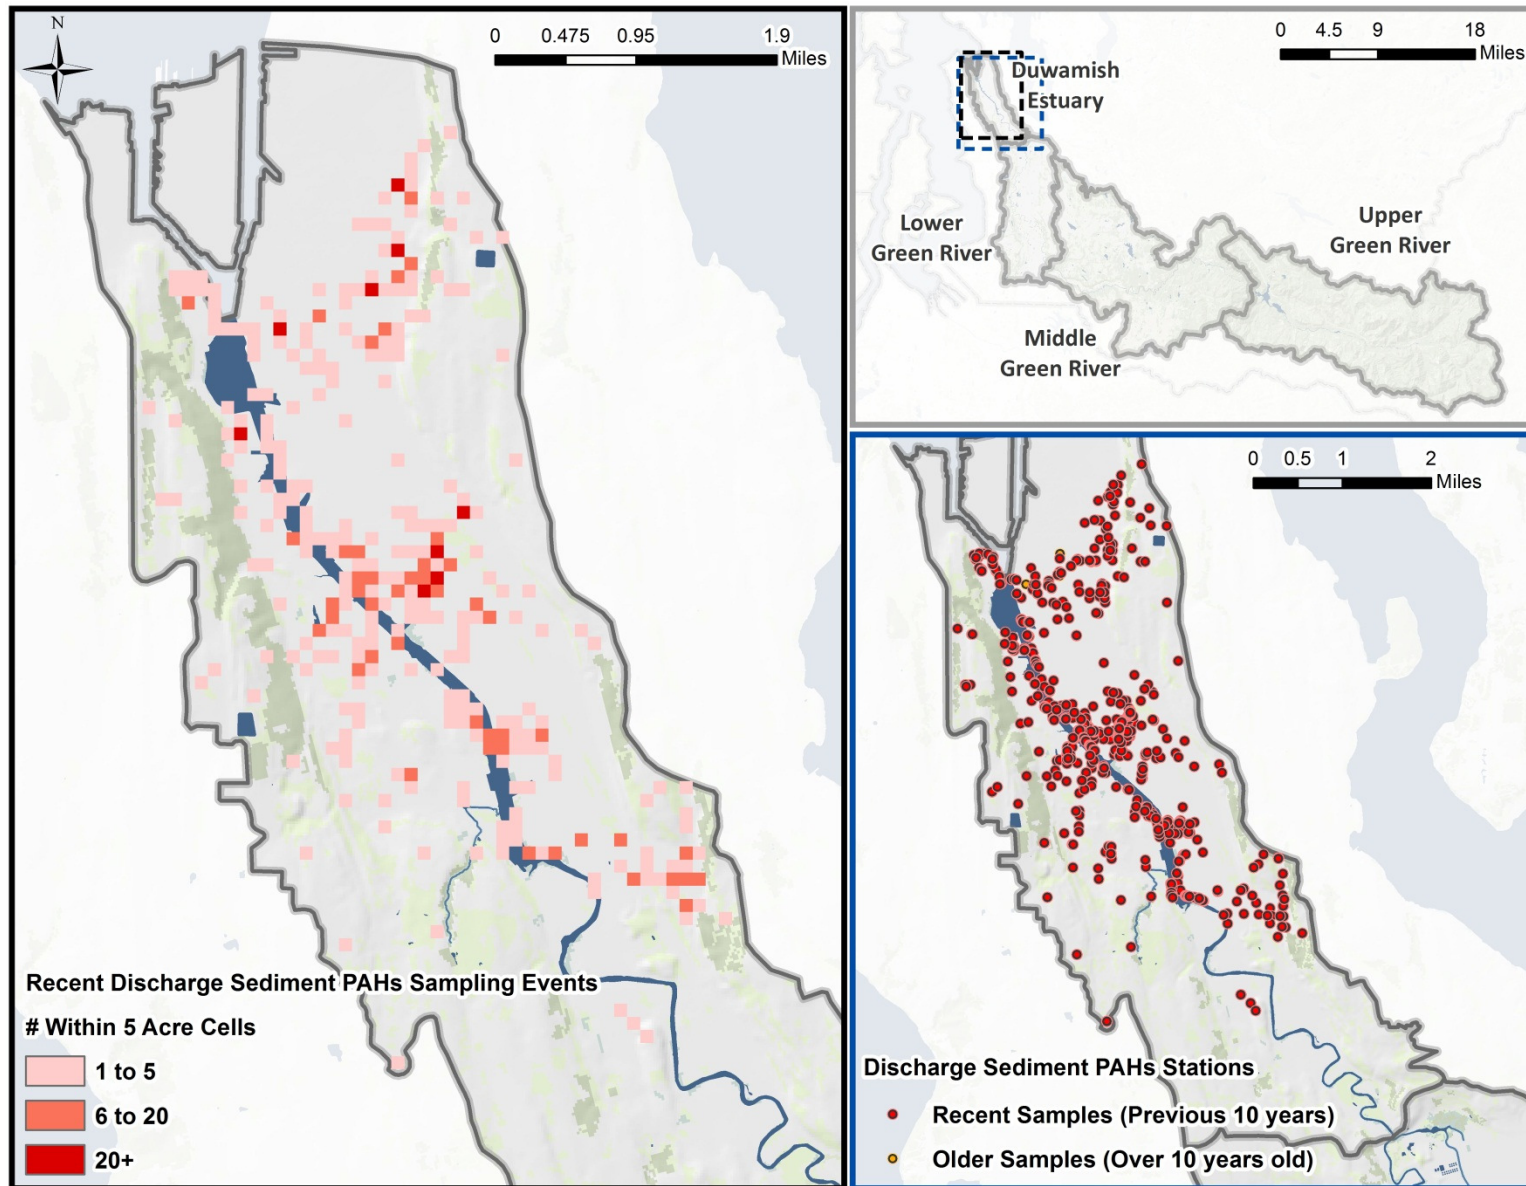 N
0 0.475 0.95 1.9
Miles
Recent Discharge Sediment PAHs Sampling Events
# Within 5 Acre Cells
1 to 5
6 to 20
20+
0 4.5 9 18
Miles
Duwamish
Estuary
Lower
Green River
Upper
Green River
Middle
Green River
0 0.5 1 2
Miles
Discharge Sediment PAHs Stations
Recent Samples (Previous 10 years)
Older Samples (Over 10 years old)